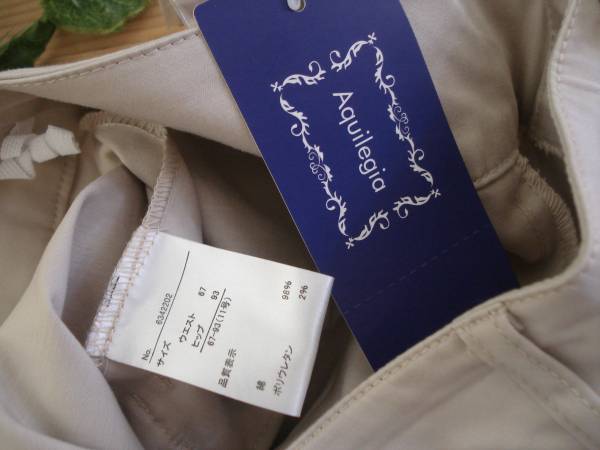 Aquilegia
No. 6342202
サイズ
ウエスト 67
ヒップ 93
67-93(11号)
品質表示
綿 98%
ポリウレタン 2%